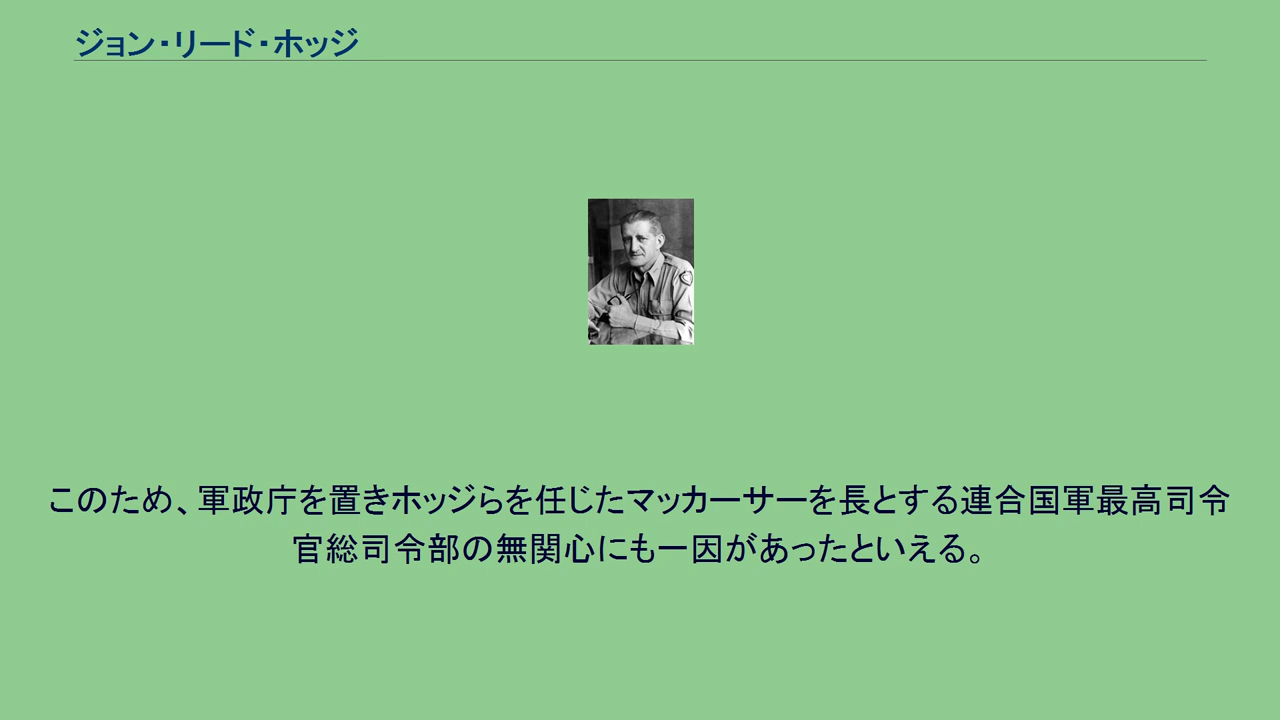 ジョン・リード・ホッジ
このため、軍政庁を置きホッジらを任じたマッカーサーを長とする連合国軍最高司令
官総司令部の無関心にも一因があったといえる。